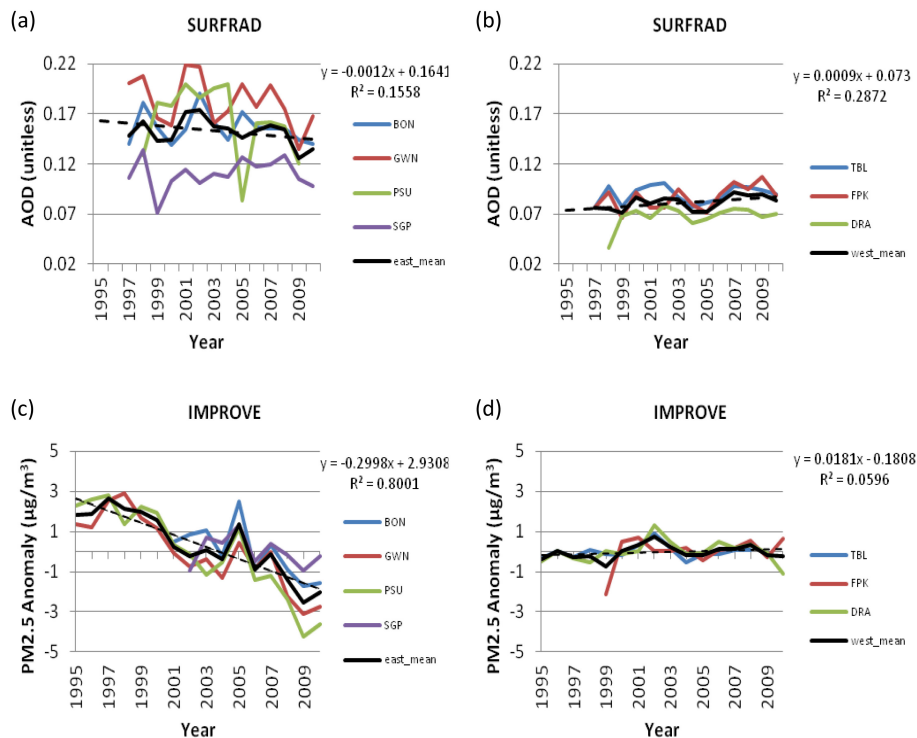 (a)
SURFRAD
AOD (unitless)
0.22
0.17
0.12
0.07
0.02
1995
1997
1999
2001
2003
2005
2007
2009
Year
y = -0.0012x + 0.1641
R² = 0.1558
BON
GWN
PSU
SGP
east_mean
(b)
SURFRAD
AOD (unitless)
0.22
0.17
0.12
0.07
0.02
1995
1997
1999
2001
2003
2005
2007
2009
Year
y = 0.0009x + 0.073
R² = 0.2872
TBL
FPK
DRA
west_mean
(c)
IMPROVE
PM2.5 Anomaly (µg/m³)
5
3
1
-1
-3
-5
1995
1997
1999
2001
2003
2005
2007
2009
Year
y = -0.2998x + 2.9308
R² = 0.8001
BON
GWN
PSU
SGP
east_mean
(d)
IMPROVE
PM2.5 Anomaly (µg/m³)
5
3
1
-1
-3
-5
1995
1997
1999
2001
2003
2005
2007
2009
Year
y = 0.0181x - 0.1808
R² = 0.0596
TBL
FPK
DRA
west_mean